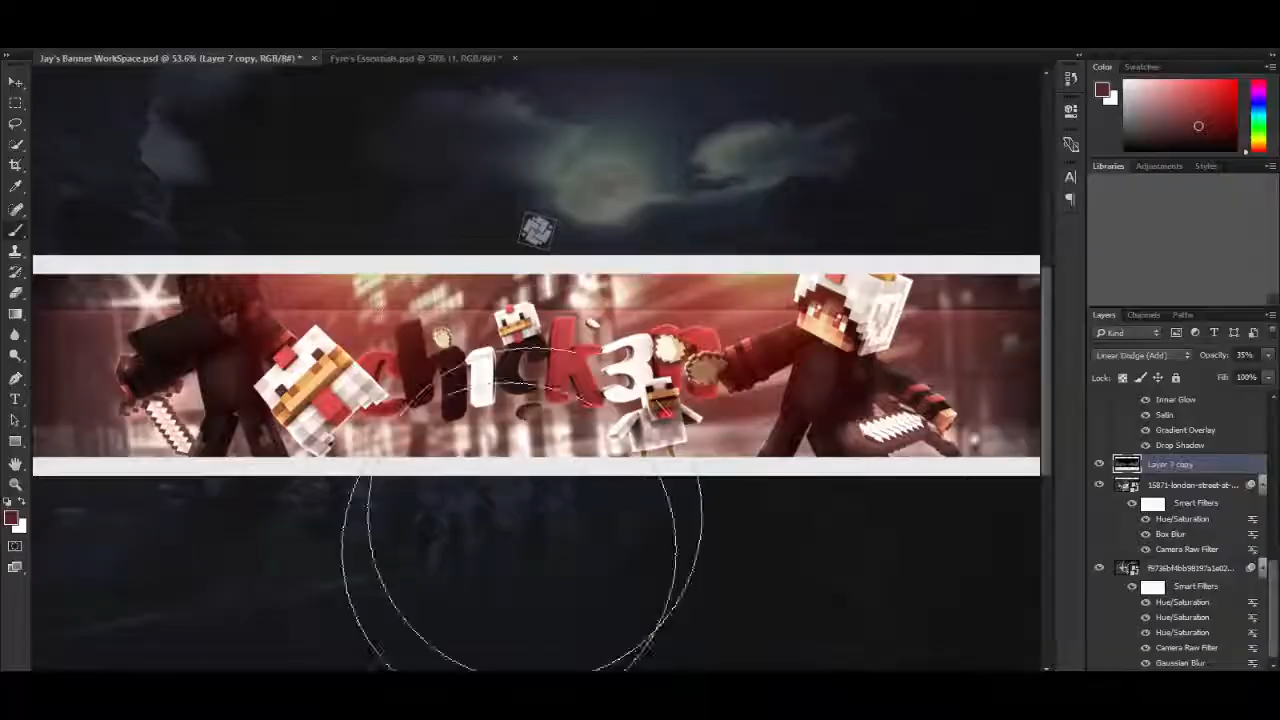 Jay's Banner WorkSpace.psd @ 53.6% (Layer 7 copy, RGB/8#) *
Fyre's Essentials.psd @ 50% (1, RGB/8#) *
Color
Swatches
Libraries
Adjustments
Styles
Layers
Channels
Paths
Kind
Linear Dodge (Add)
Opacity: 35%
Lock:
Fill: 100%
Inner Glow
Satin
Gradient Overlay
Drop Shadow
Layer 7 copy
15871-london-street-at-...
Smart Filters
Hue/Saturation
Box Blur
Camera Raw Filter
f9736bf4bb98197a1e02...
Smart Filters
Hue/Saturation
Hue/Saturation
Hue/Saturation
Camera Raw Filter
Gaussian Blur